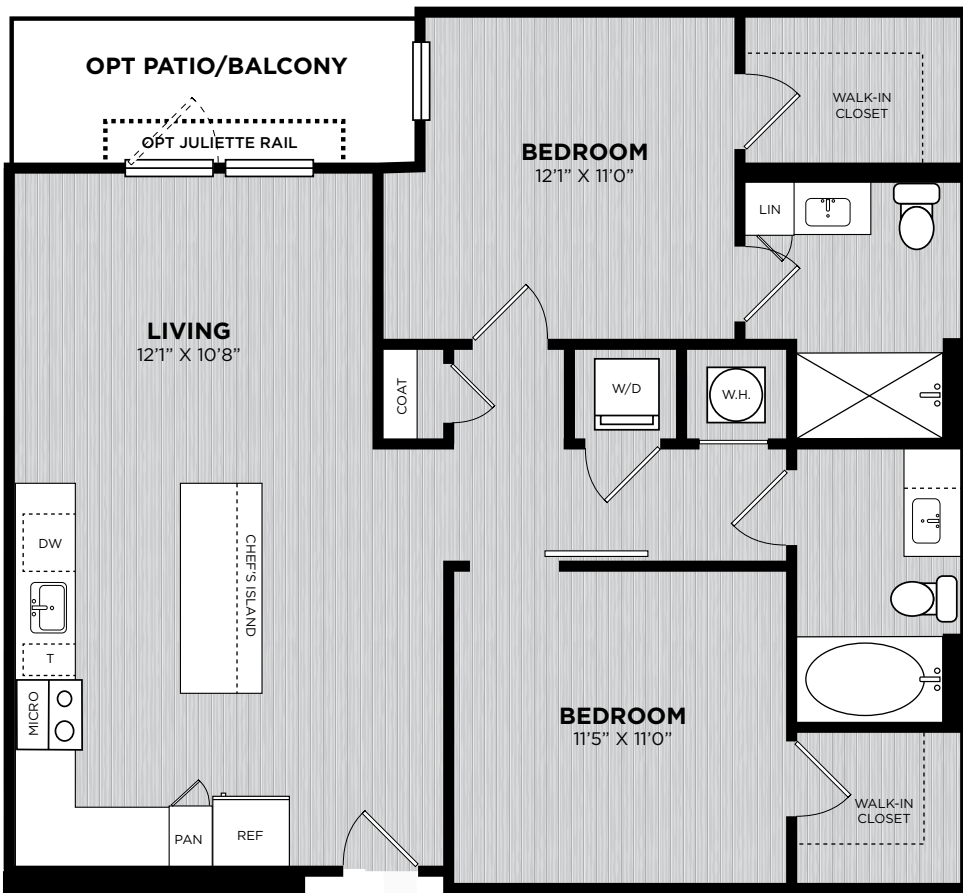 OPT PATIO/BALCONY
OPT JULIETTE RAIL
BEDROOM
12'1” X 11'0”
WALK-IN
CLOSET
LIN
LIVING
12'1” X 10'8”
COAT
W/D
W.H.
DW
CHEF'S ISLAND
T
MICRO
BEDROOM
11'5” X 11'0”
WALK-IN
CLOSET
PAN
REF